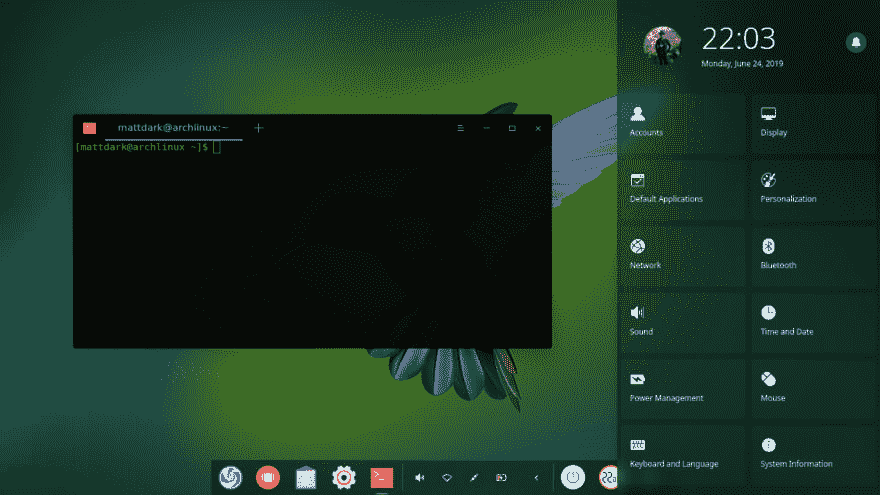 22:03
Monday, June 24, 2019
mattdark@archlinux:~
[mattdark@archlinux ~]$
Accounts
Display
Default Applications
Personalization
Network
Bluetooth
Sound
Time and Date
Power Management
Mouse
Keyboard and Language
System Information